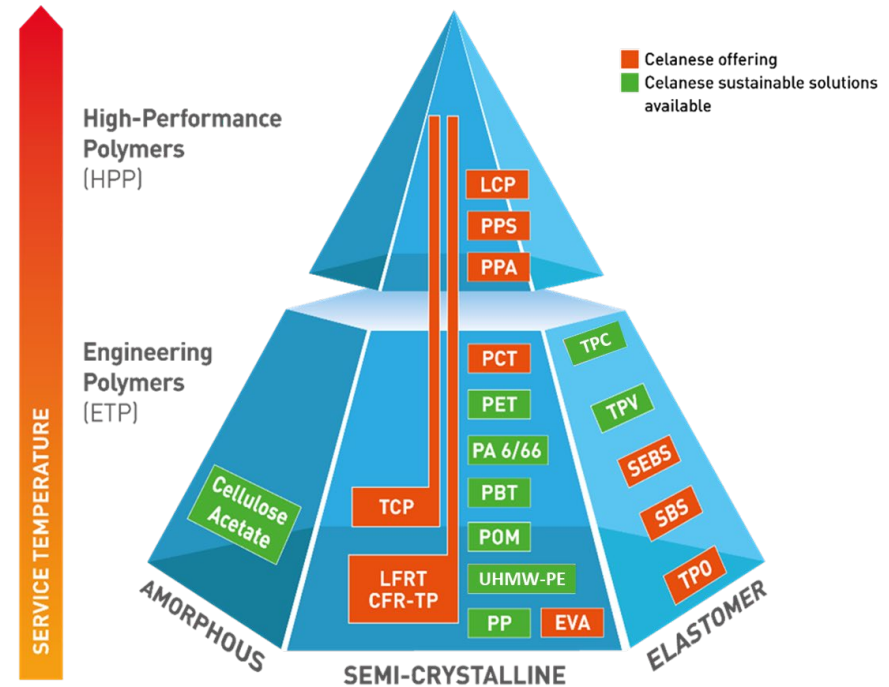 Celanese offering
Celanese sustainable solutions
available
High-Performance
Polymers
(HPP)
LCP
PPS
PPA
Engineering
Polymers
(ETP)
PCT
PET
PA 6/66
PBT
POM
UHMW-PE
PP
EVA
TCP
LFRT
CFR-TP
Cellulose
Acetate
TPC
TPV
SEBS
SBS
TPO
SERVICE TEMPERATURE
AMORPHOUS
SEMI-CRYSTALLINE
ELASTOMER